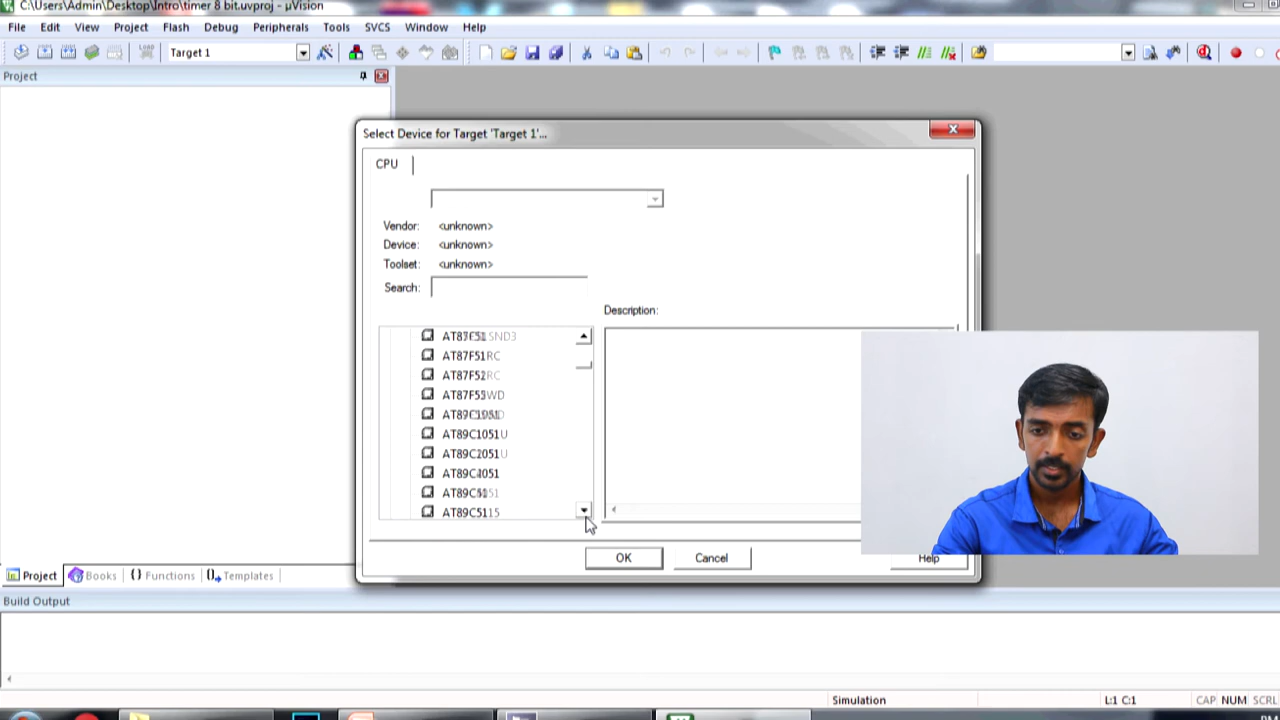 C:\Users\Admin\Desktop\Intro\timer 8 bit.uvproj - µVision
File Edit View Project Flash Debug Peripherals Tools SVCS Window Help
Target 1
Project
Select Device for Target 'Target 1'...
CPU
Vendor: <unknown>
Device: <unknown>
Toolset: <unknown>
Search:
Description:
AT87F51RC
AT89C1051U
AT89C2051U
AT89C4051
AT89C5115
OK Cancel Help
Project Books {} Functions Templates
Build Output
Simulation L:1 C:1 CAP NUM SCRL